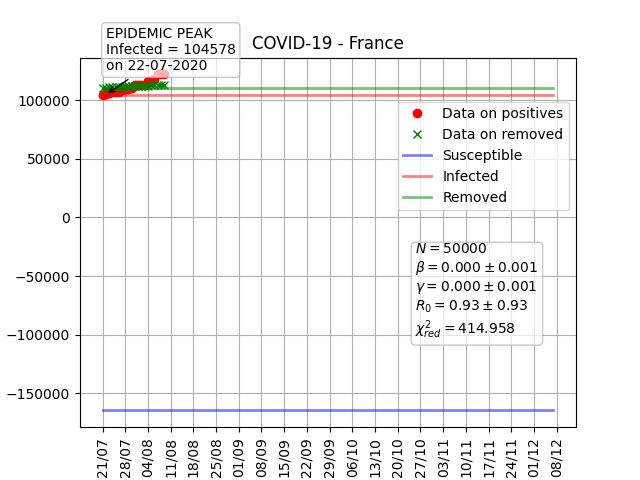 COVID-19 - France
EPIDEMIC PEAK
Infected = 104578
on 22-07-2020
100000
50000
0
−50000
−100000
−150000
Data on positives
Data on removed
Susceptible
Infected
Removed
N = 50000
β = 0.000 ± 0.001
γ = 0.000 ± 0.001
R₀ = 0.93 ± 0.93
χ²red = 414.958
21/07
28/07
04/08
11/08
18/08
25/08
01/09
08/09
15/09
22/09
29/09
06/10
13/10
20/10
27/10
03/11
10/11
17/11
24/11
01/12
08/12